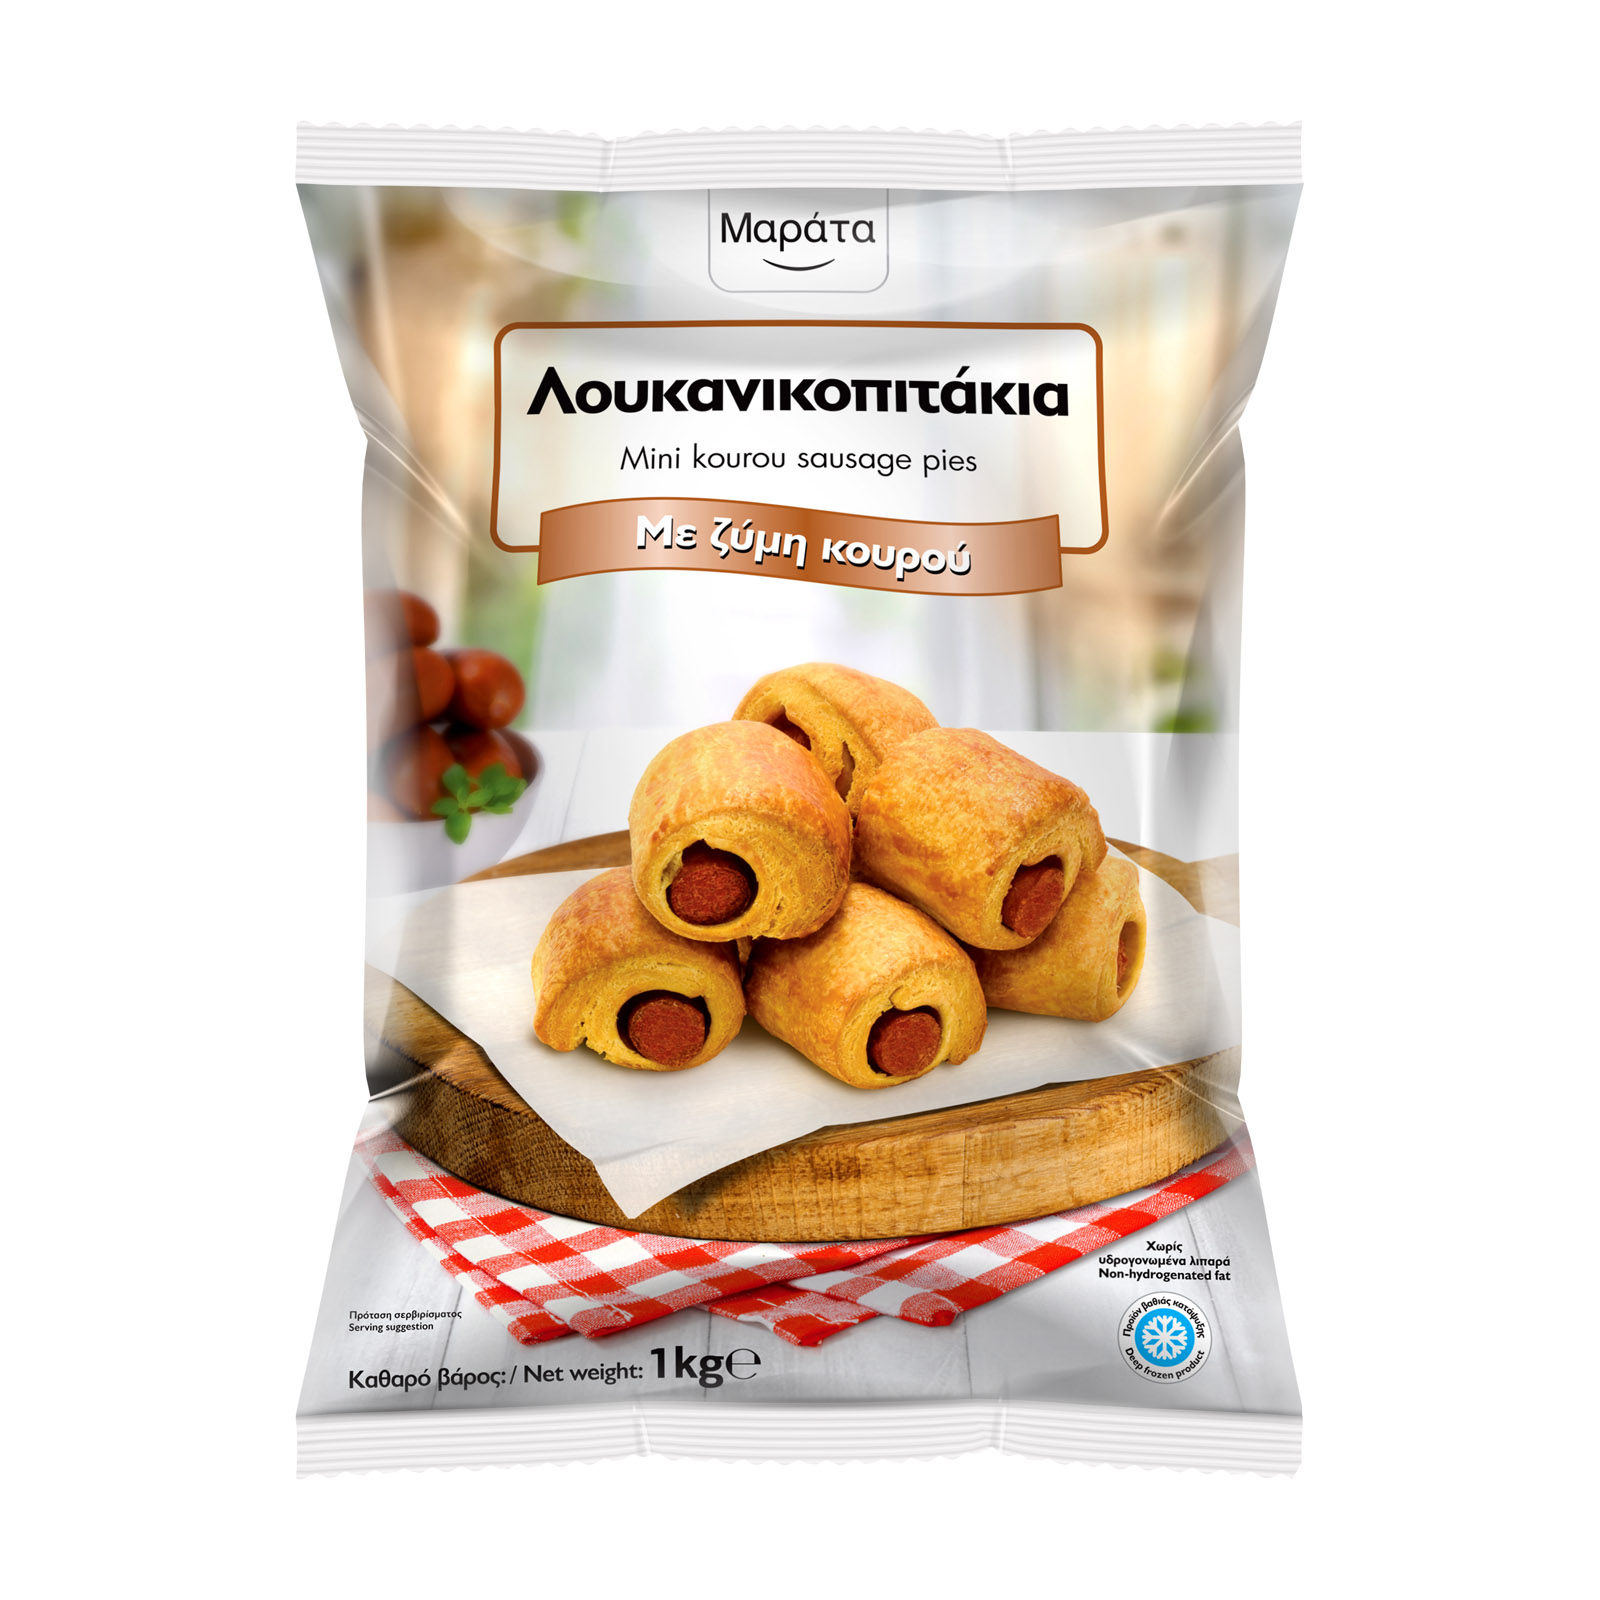 Μαράτα
Λουκανικοπιτάκια
Mini kourou sausage pies
Με ζύμη κουρού
Χωρίς
υδρογονωμένα λιπαρά
Non-hydrogenated fat
Προϊόν βαθιάς κατάψυξης
Deep frozen product
Πρόταση σερβιρίσματος
Serving suggestion
Καθαρό βάρος: / Net weight: 1kg℮